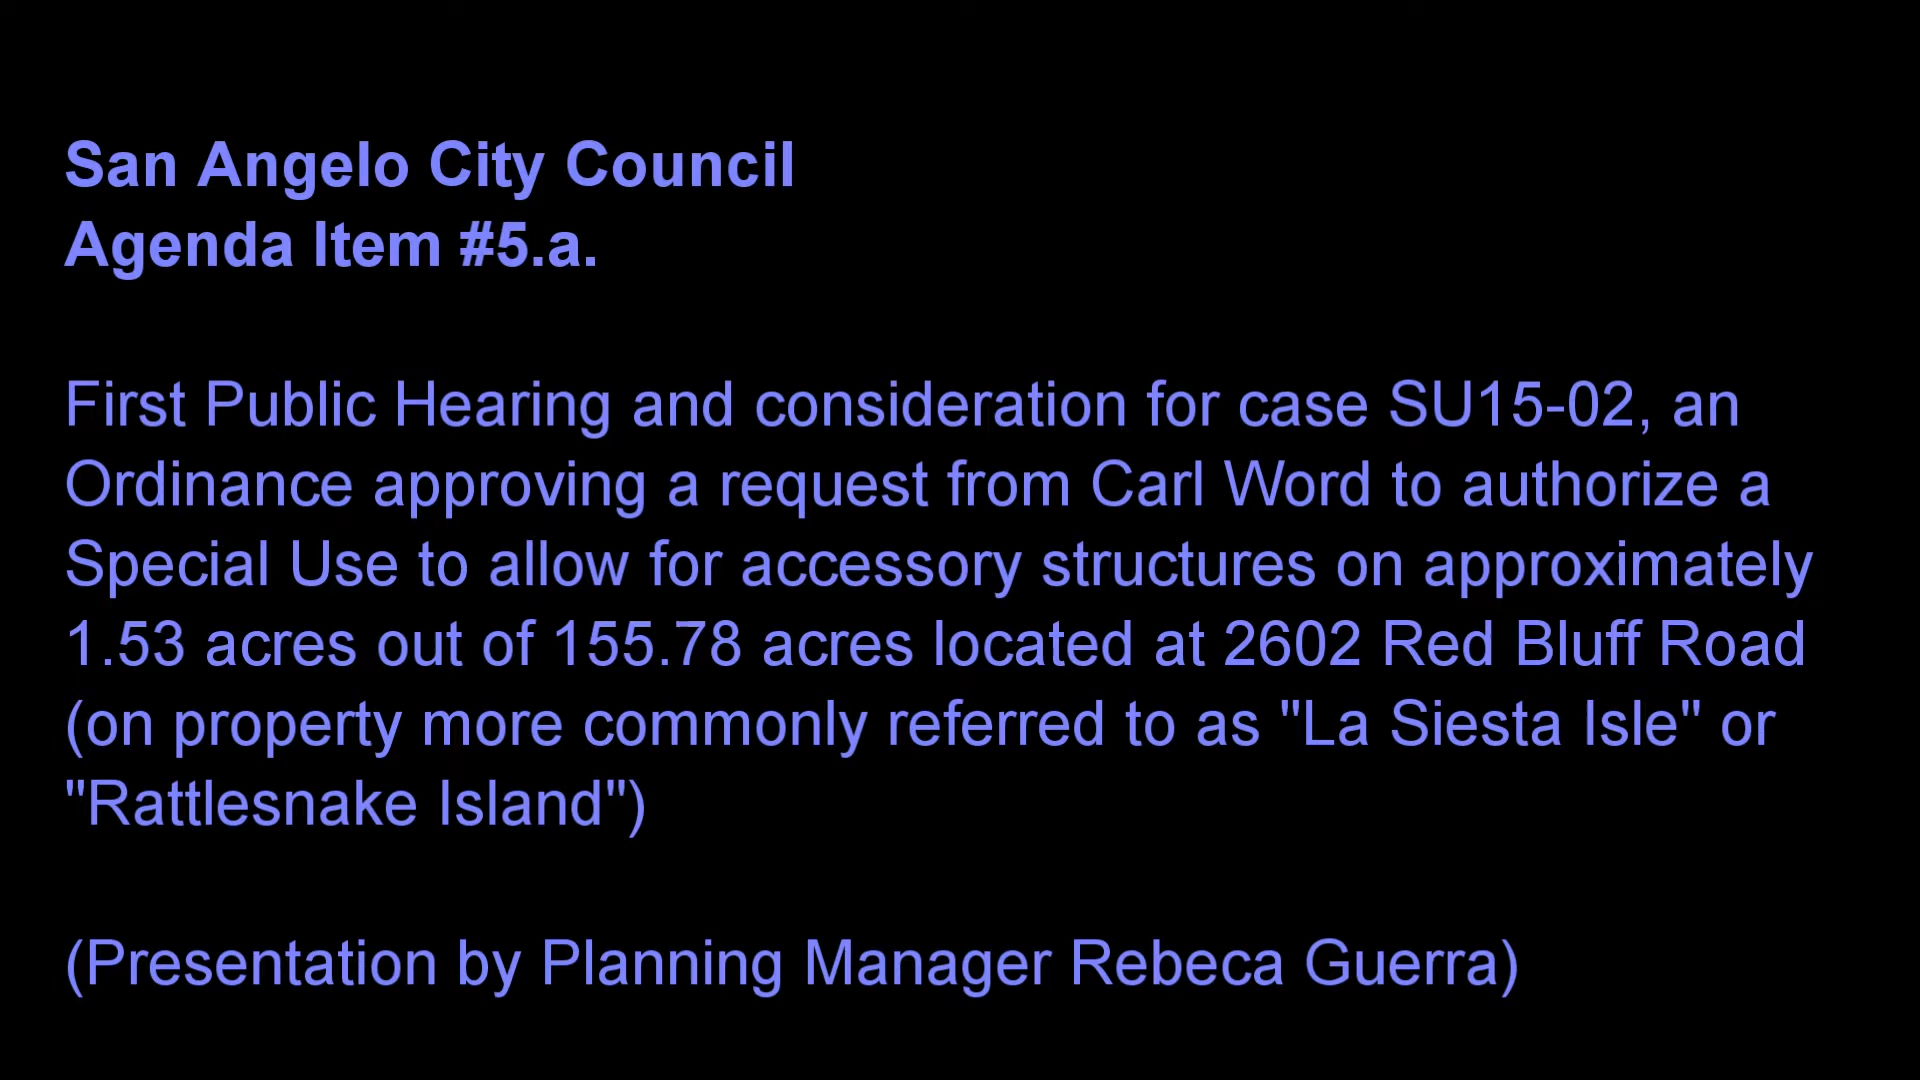 San Angelo City Council
Agenda Item #5.a.
First Public Hearing and consideration for case SU15-02, an
Ordinance approving a request from Carl Word to authorize a
Special Use to allow for accessory structures on approximately
1.53 acres out of 155.78 acres located at 2602 Red Bluff Road
(on property more commonly referred to as "La Siesta Isle" or
"Rattlesnake Island")
(Presentation by Planning Manager Rebeca Guerra)